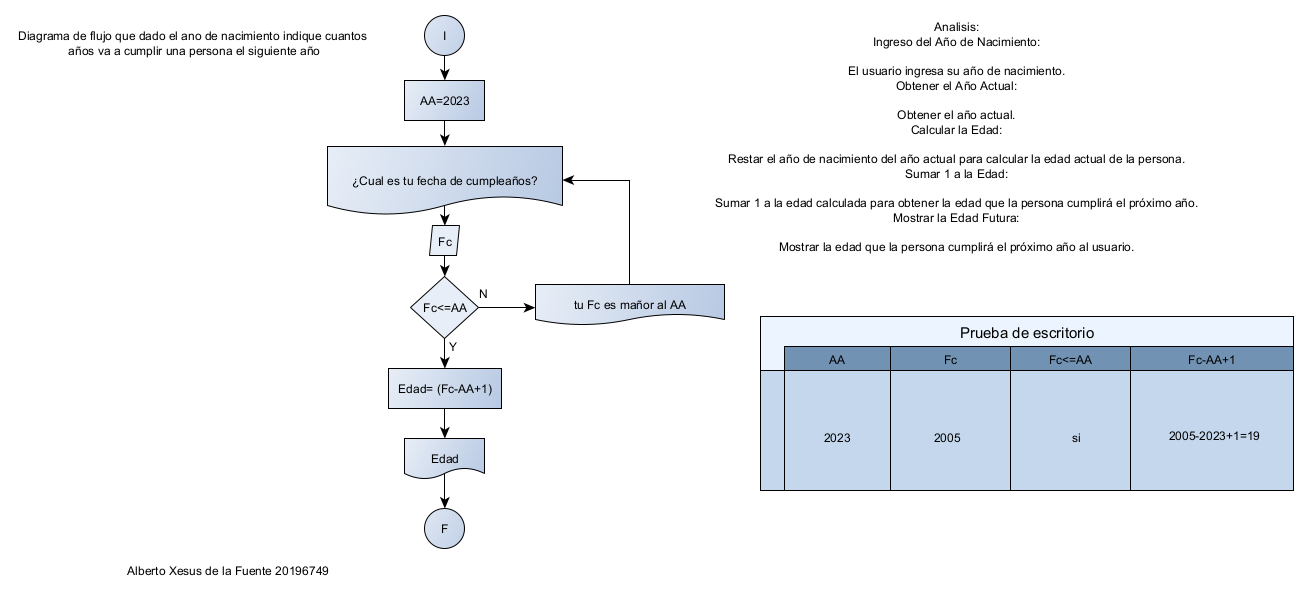 Diagrama de flujo que dado el ano de nacimiento indique cuantos
años va a cumplir una persona el siguiente año
I
AA=2023
¿Cual es tu fecha de cumpleaños?
Fc
Fc<=AA
N
tu Fc es mañor al AA
Y
Edad= (Fc-AA+1)
Edad
F
Alberto Xesus de la Fuente 20196749
Analisis:
Ingreso del Año de Nacimiento:
El usuario ingresa su año de nacimiento.
Obtener el Año Actual:
Obtener el año actual.
Calcular la Edad:
Restar el año de nacimiento del año actual para calcular la edad actual de la persona.
Sumar 1 a la Edad:
Sumar 1 a la edad calculada para obtener la edad que la persona cumplirá el próximo año.
Mostrar la Edad Futura:
Mostrar la edad que la persona cumplirá el próximo año al usuario.
Prueba de escritorio
AA Fc Fc<=AA Fc-AA+1
2023 2005 si 2005-2023+1=19